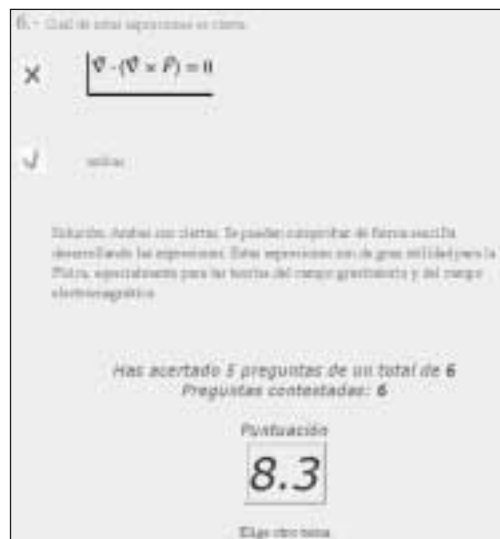 6.- Cuál de estas expresiones es cierta
∇⃗ · (∇⃗ × F⃗) = 0
ambas
Solución: Ambas son ciertas. Se pueden comprobar de forma sencilla
desarrollando las expresiones. Estas expresiones son de gran utilidad para la
Física, especialmente para las teorías del campo gravitatorio y del campo
electromagnético.
Has acertado 5 preguntas de un total de 6
Preguntas contestadas: 6
Puntuación
8.3
Elige otro tema